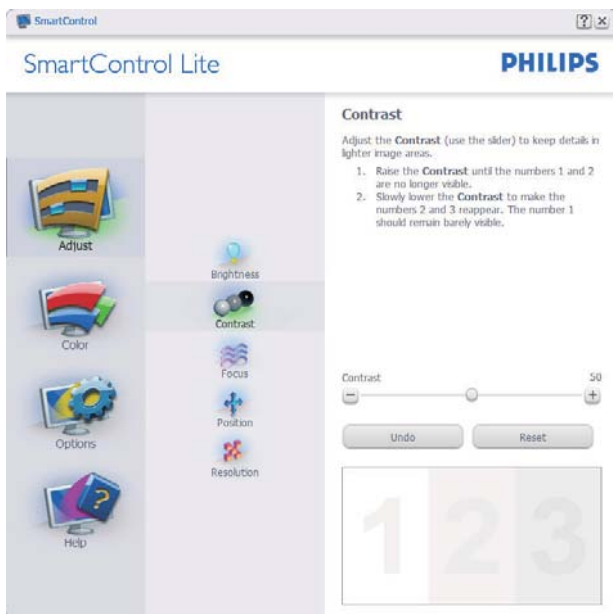 SmartControl
?
×
SmartControl Lite
PHILIPS
Adjust
Color
Options
Help
Brightness
Contrast
Focus
Position
Resolution
Contrast
Adjust the Contrast (use the slider) to keep details in
lighter image areas.
1. Raise the Contrast until the numbers 1 and 2
are no longer visible.
2. Slowly lower the Contrast to make the
numbers 2 and 3 reappear. The number 1
should remain barely visible.
Contrast 50
− +
Undo Reset
1 2 3